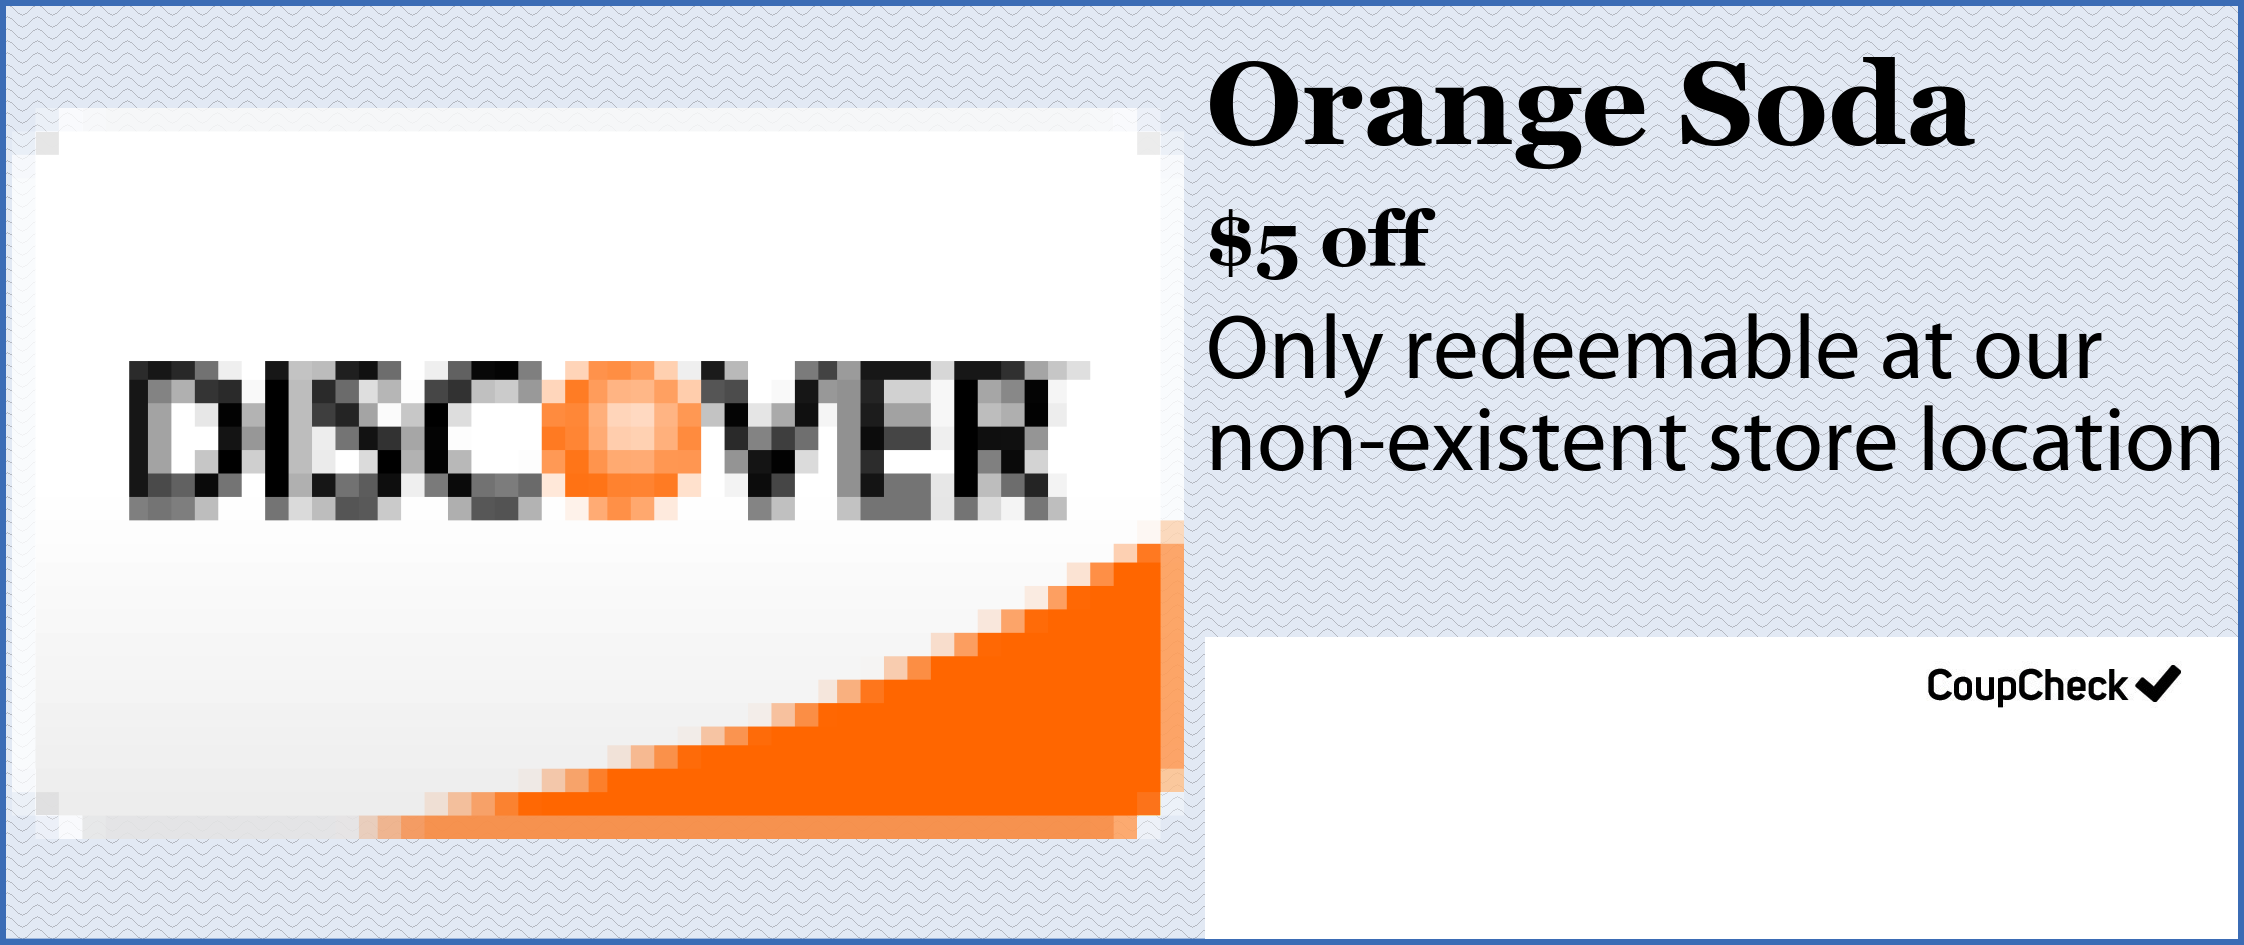 DISCOVER
Orange Soda
$5 off
Only redeemable at our
non-existent store location
CoupCheck